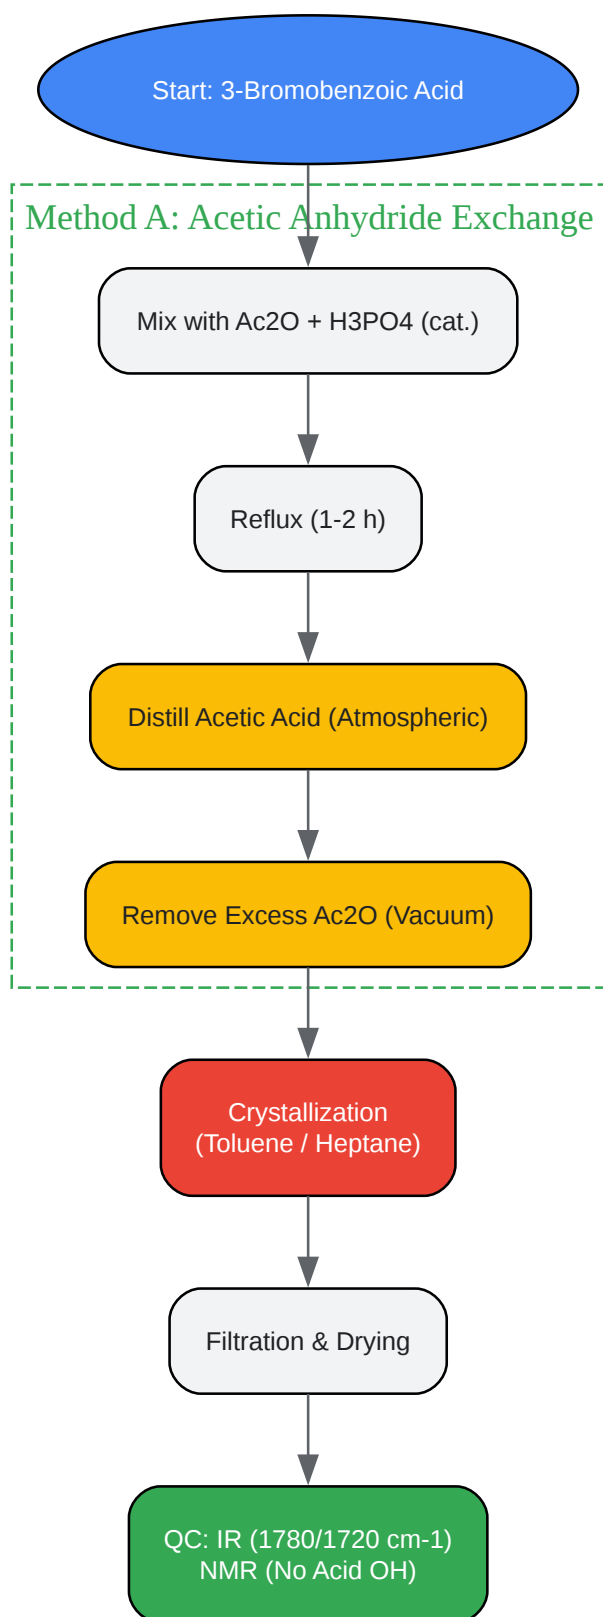 Start: 3-Bromobenzoic Acid
Method A: Acetic Anhydride Exchange
Mix with Ac2O + H3PO4 (cat.)
Reflux (1-2 h)
Distill Acetic Acid (Atmospheric)
Remove Excess Ac2O (Vacuum)
Crystallization
(Toluene / Heptane)
Filtration & Drying
QC: IR (1780/1720 cm-1)
NMR (No Acid OH)